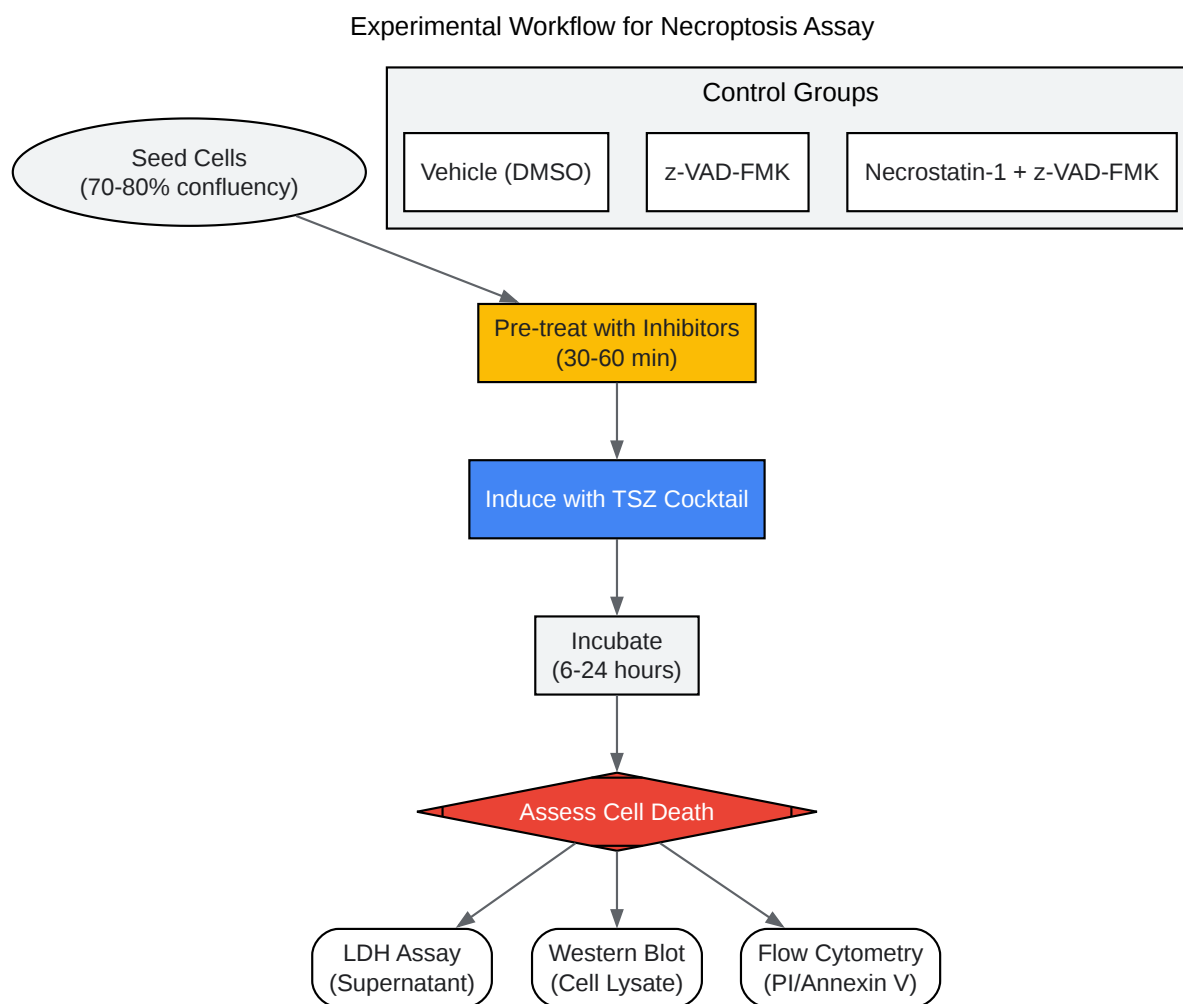 Experimental Workflow for Necroptosis Assay
Control Groups
Seed Cells
(70-80% confluency)
Vehicle (DMSO)
z-VAD-FMK
Necrostatin-1 + z-VAD-FMK
Pre-treat with Inhibitors
(30-60 min)
Induce with TSZ Cocktail
Incubate
(6-24 hours)
Assess Cell Death
LDH Assay
(Supernatant)
Western Blot
(Cell Lysate)
Flow Cytometry
(PI/Annexin V)